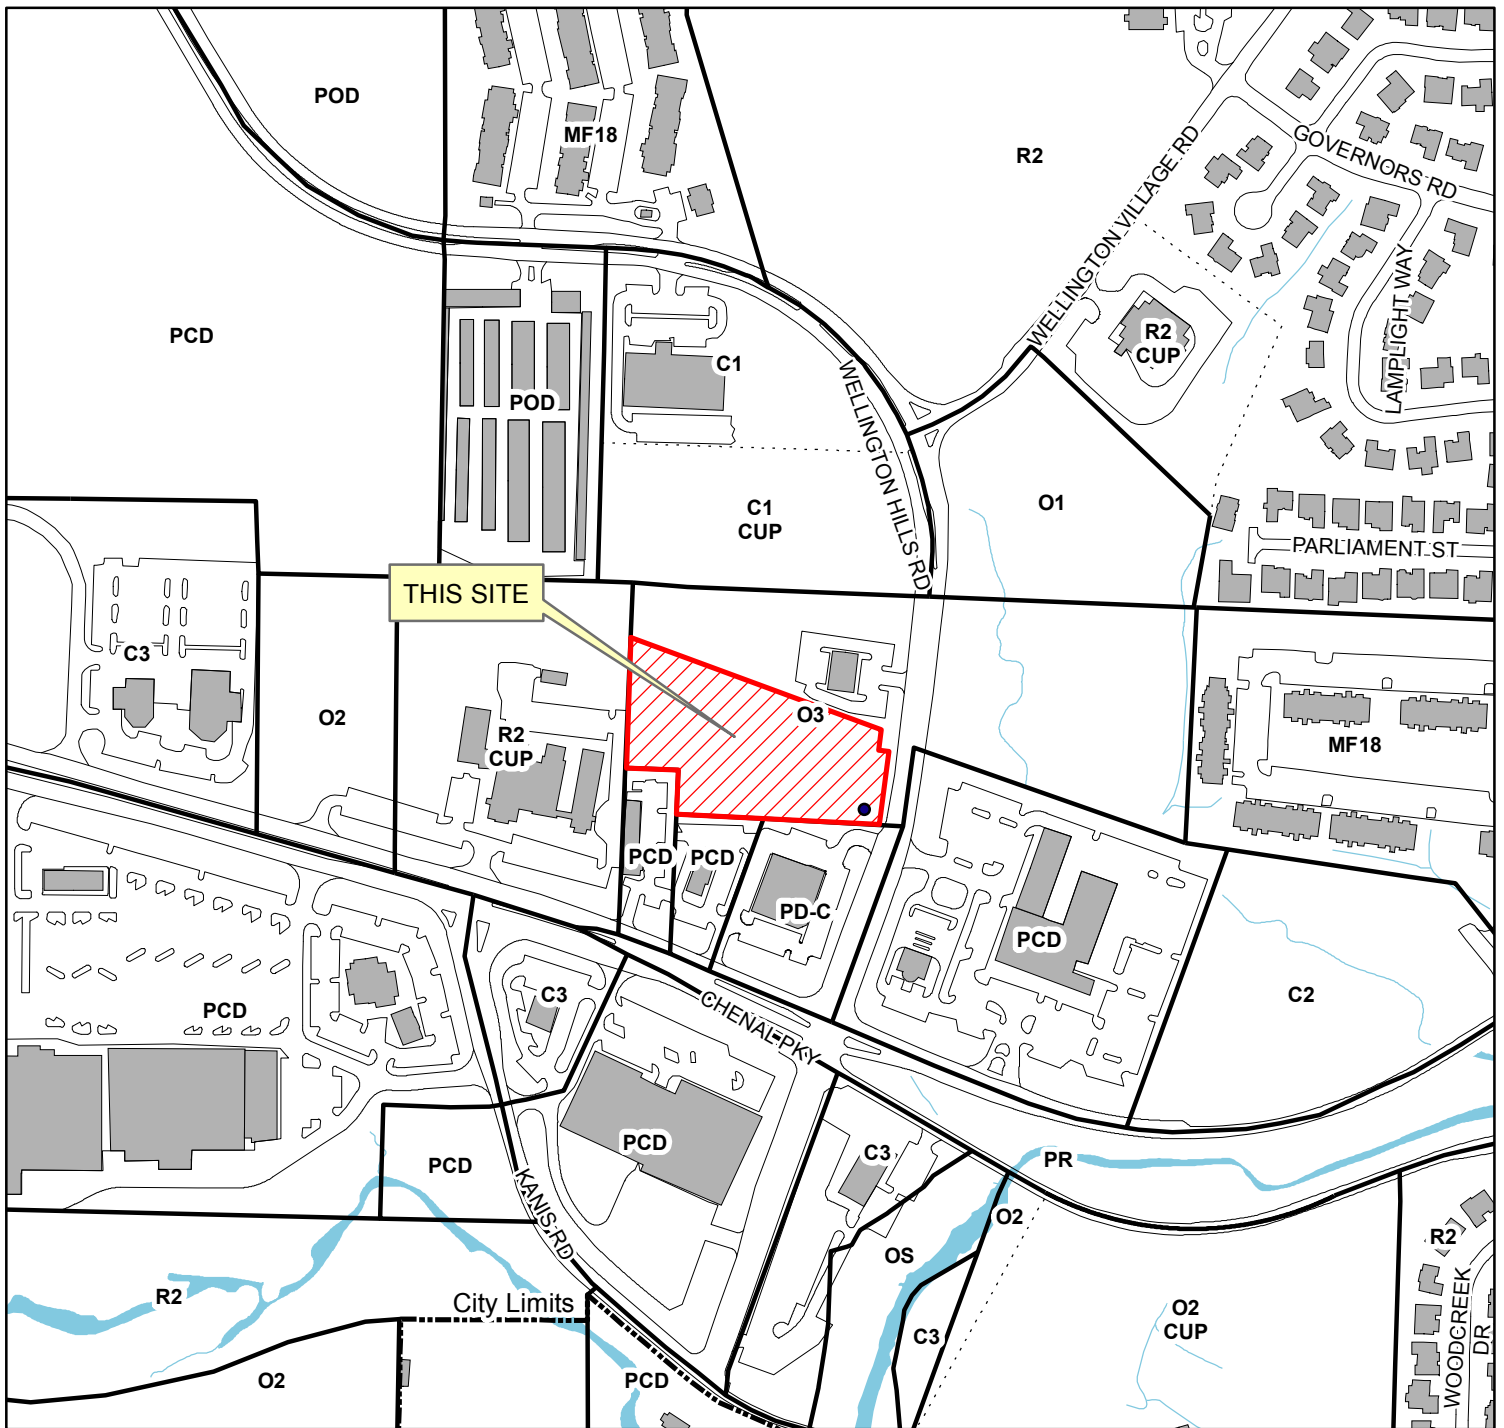 POD
MF18
R2
GOVERNORS RD
WELLINGTON VILLAGE RD
LAMPLIGHT WAY
R2
CUP
PCD
C1
POD
WELLINGTON HILLS RD
C1
CUP
O1
PARLIAMENT ST
THIS SITE
C3
O2
R2
CUP
O3
MF18
PCD
PCD
PD-C
PCD
C3
C2
PCD
CHENAL PKY
PCD
C3
PCD
KANIS RD
PR
O2
R2
OS
R2
City Limits
O2
CUP
C3
WOODCREEK
DR
O2
PCD